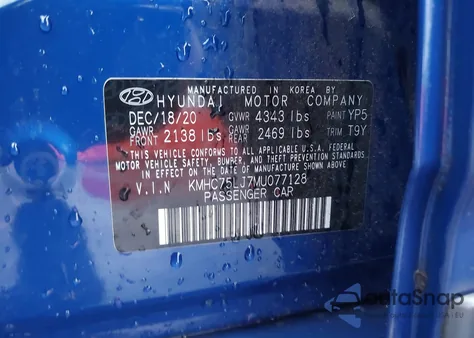 MANUFACTURED IN KOREA BY
HYUNDAI MOTOR COMPANY
DEC/18/20 GVWR 4343 lbs PAINT YP5
GAWR FRONT 2138 lbs GAWR REAR 2469 lbs TRIM T9Y
THIS VEHICLE CONFORMS TO ALL APPLICABLE U.S.A. FEDERAL
MOTOR VEHICLE SAFETY, BUMPER, AND THEFT PREVENTION
STANDARDS IN EFFECT ON THE DATE OF MANUFACTURE
SHOWN ABOVE
V.I.N KMHC75LJ7MU077128
PASSENGER CAR
AutoSnap